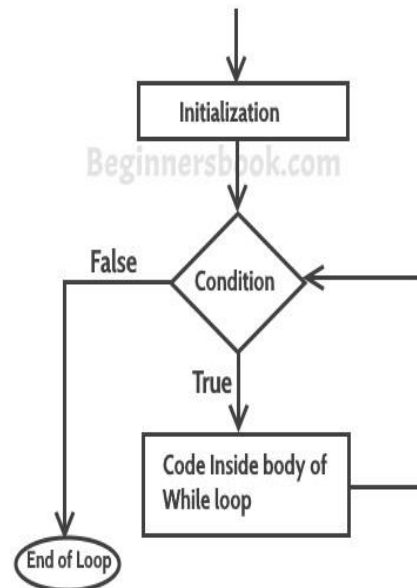 Initialization
Beginnersbook.com
False
Condition
True
Code Inside body of
While loop
End of Loop